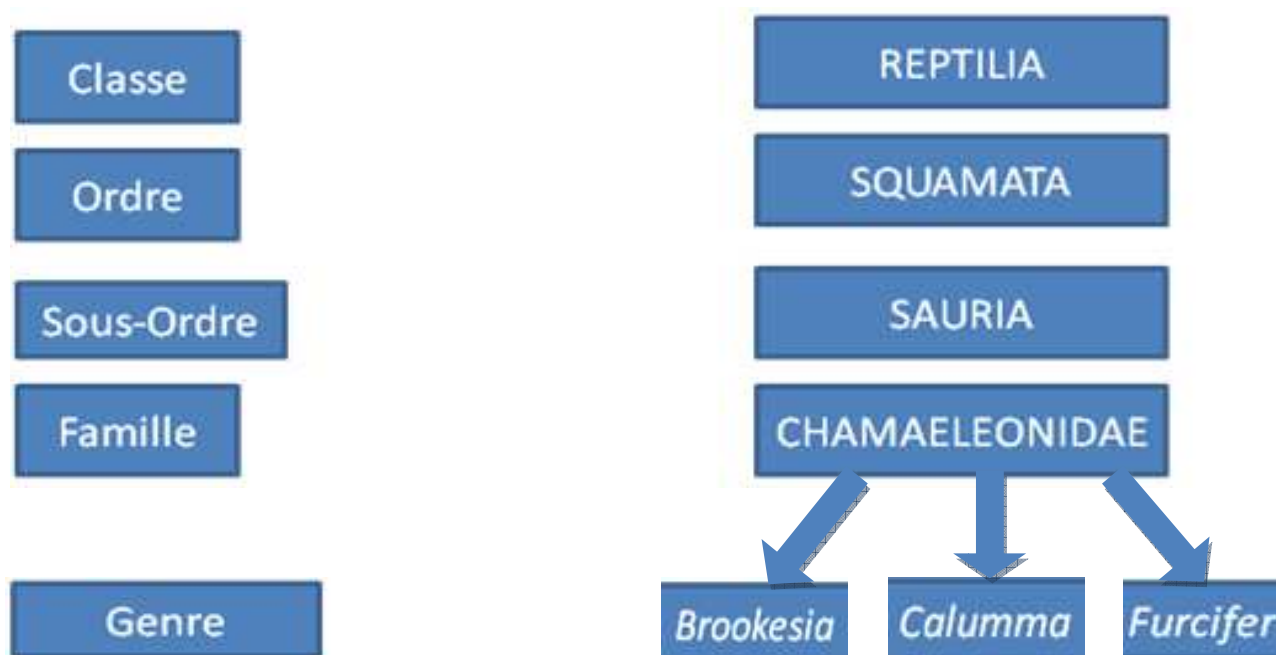 Classe
REPTILIA
Ordre
SQUAMATA
Sous-Ordre
SAURIA
Famille
CHAMAELEONIDAE
Genre
Brookesia
Calumma
Furcifer